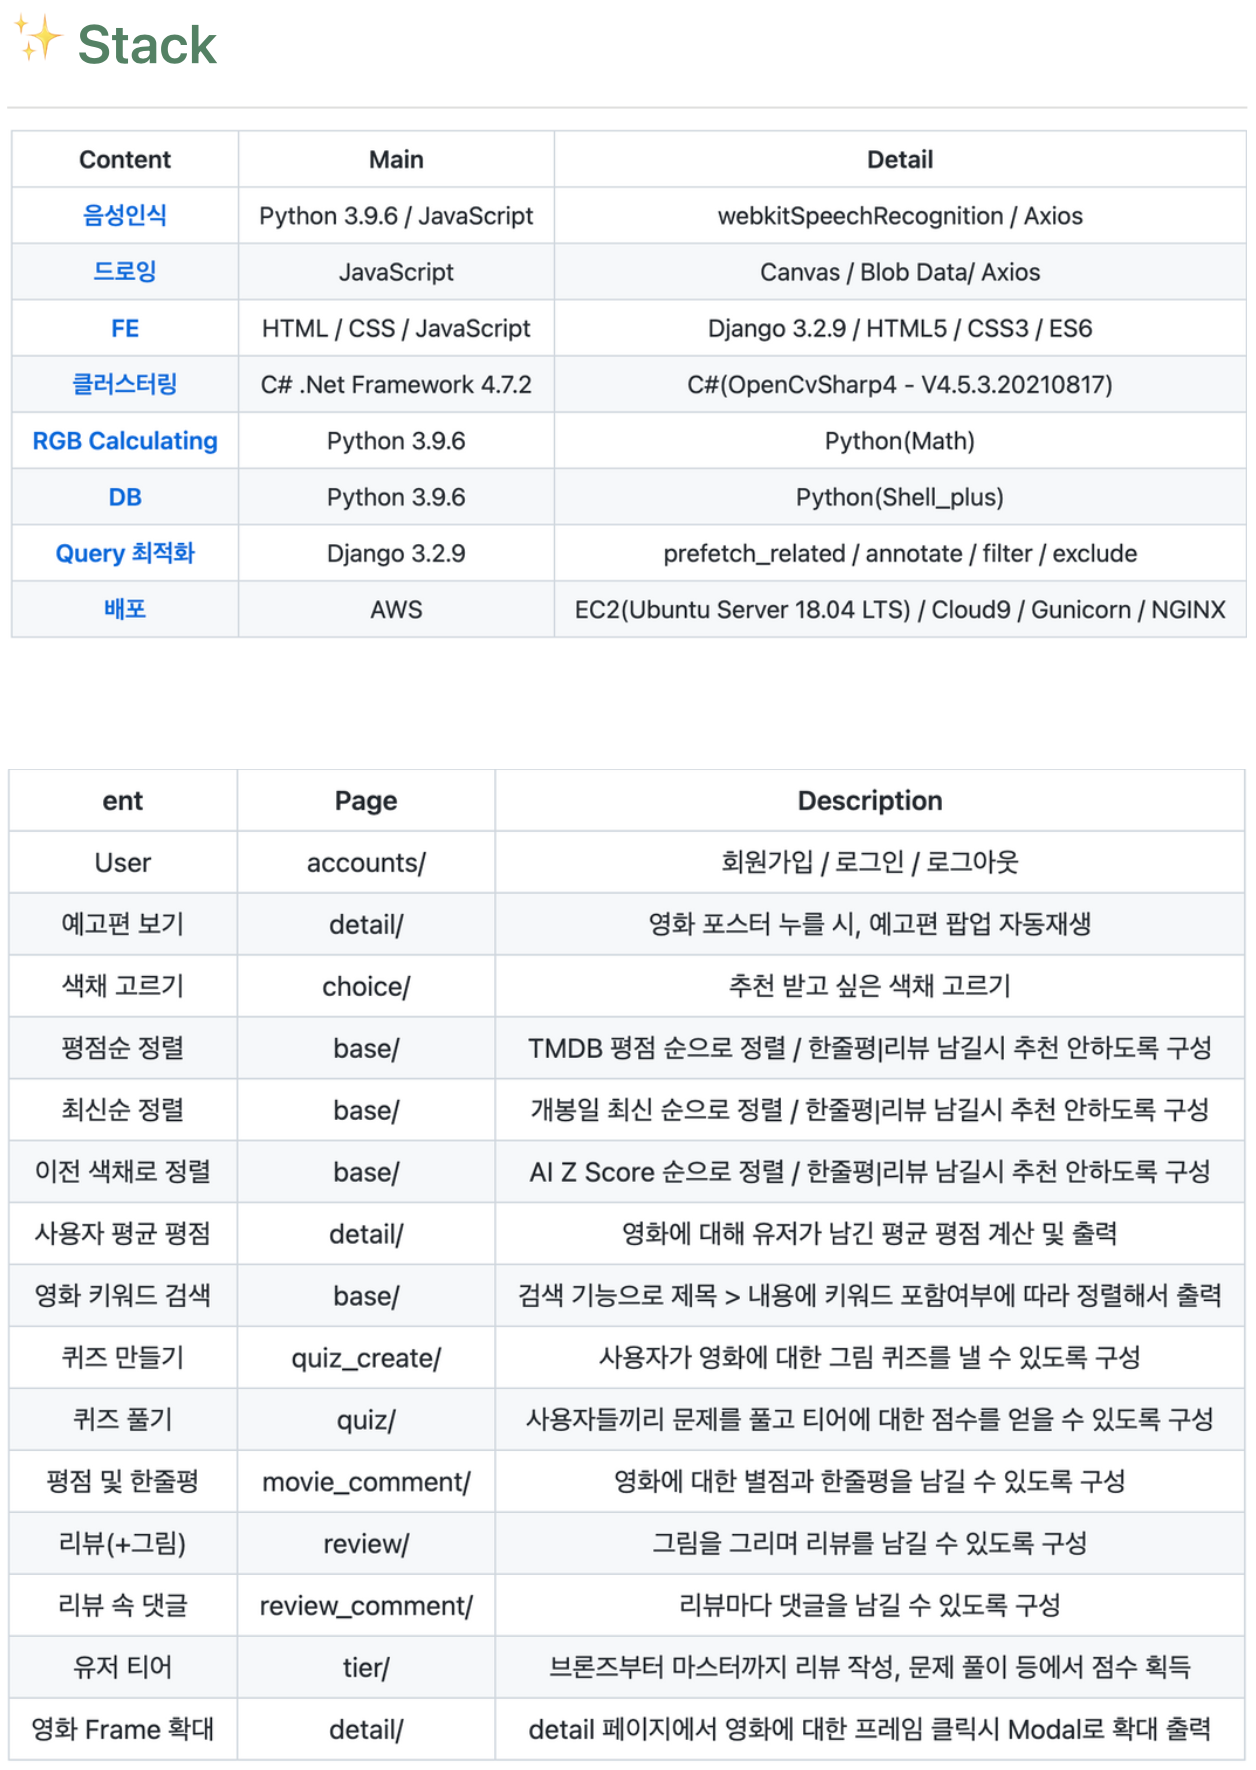 ✨ Stack
Content Main Detail
음성인식 Python 3.9.6 / JavaScript webkitSpeechRecognition / Axios
드로잉 JavaScript Canvas / Blob Data/ Axios
FE HTML / CSS / JavaScript Django 3.2.9 / HTML5 / CSS3 / ES6
클러스터링 C# .Net Framework 4.7.2 C#(OpenCvSharp4 - V4.5.3.20210817)
RGB Calculating Python 3.9.6 Python(Math)
DB Python 3.9.6 Python(Shell_plus)
Query 최적화 Django 3.2.9 prefetch_related / annotate / filter / exclude
배포 AWS EC2(Ubuntu Server 18.04 LTS) / Cloud9 / Gunicorn / NGINX
ent Page Description
User accounts/ 회원가입 / 로그인 / 로그아웃
예고편 보기 detail/ 영화 포스터 누를 시, 예고편 팝업 자동재생
색채 고르기 choice/ 추천 받고 싶은 색채 고르기
평점순 정렬 base/ TMDB 평점 순으로 정렬 / 한줄평|리뷰 남길시 추천 안하도록 구성
최신순 정렬 base/ 개봉일 최신 순으로 정렬 / 한줄평|리뷰 남길시 추천 안하도록 구성
이전 색채로 정렬 base/ AI Z Score 순으로 정렬 / 한줄평|리뷰 남길시 추천 안하도록 구성
사용자 평균 평점 detail/ 영화에 대해 유저가 남긴 평균 평점 계산 및 출력
영화 키워드 검색 base/ 검색 기능으로 제목 > 내용에 키워드 포함여부에 따라 정렬해서 출력
퀴즈 만들기 quiz_create/ 사용자가 영화에 대한 그림 퀴즈를 낼 수 있도록 구성
퀴즈 풀기 quiz/ 사용자들끼리 문제를 풀고 티어에 대한 점수를 얻을 수 있도록 구성
평점 및 한줄평 movie_comment/ 영화에 대한 별점과 한줄평을 남길 수 있도록 구성
리뷰(+그림) review/ 그림을 그리며 리뷰를 남길 수 있도록 구성
리뷰 속 댓글 review_comment/ 리뷰마다 댓글을 남길 수 있도록 구성
유저 티어 tier/ 브론즈부터 마스터까지 리뷰 작성, 문제 풀이 등에서 점수 획득
영화 Frame 확대 detail/ detail 페이지에서 영화에 대한 프레임 클릭시 Modal로 확대 출력